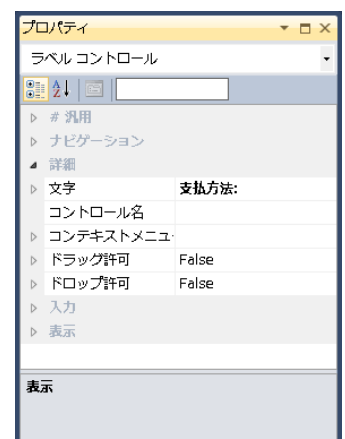 プロパティ
ラベル コントロール
# 汎用
ナビゲーション
詳細
文字 支払方法:
コントロール名
コンテキストメニュー
ドラッグ許可 False
ドロップ許可 False
入力
表示
表示